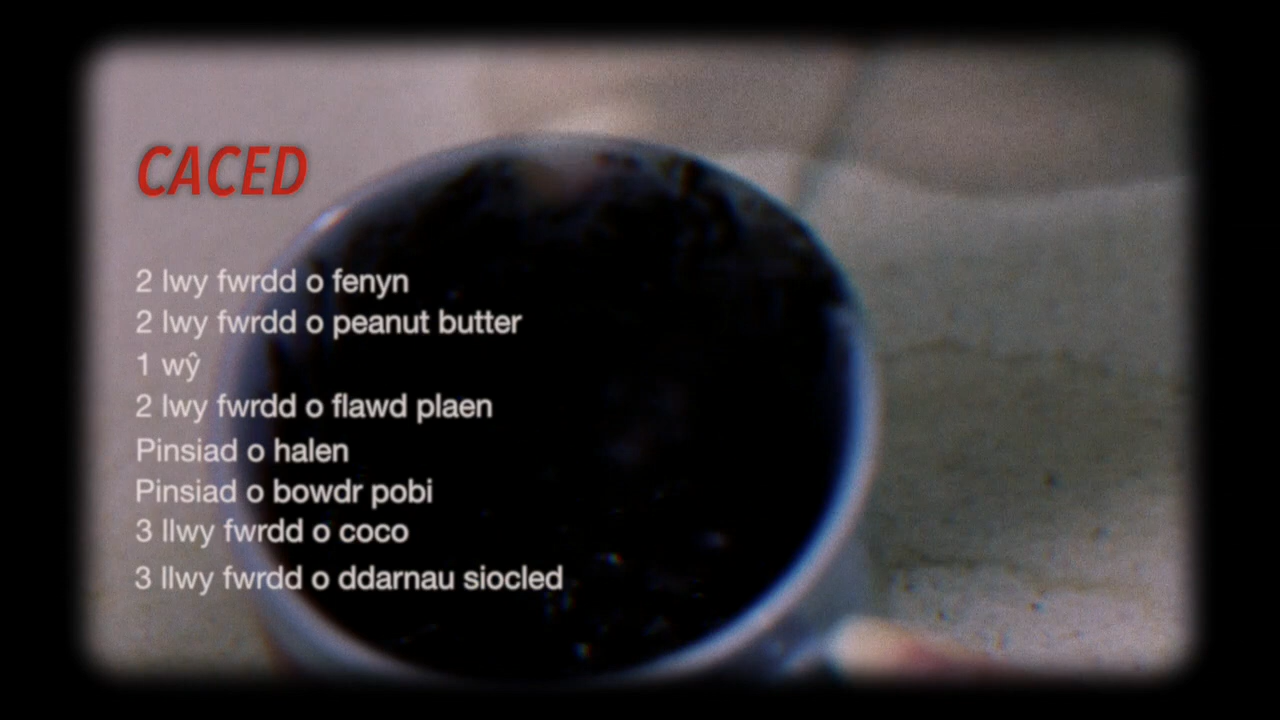 CACED
2 lwy fwrdd o fenyn
2 lwy fwrdd o peanut butter
1 wŷ
2 lwy fwrdd o flawd plaen
Pinsiad o halen
Pinsiad o bowdr pobi
3 llwy fwrdd o coco
3 llwy fwrdd o ddarnau siocled